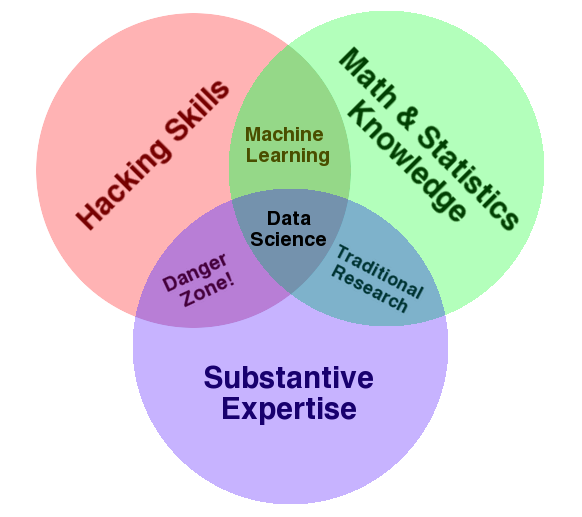 Hacking Skills
Math & Statistics
Knowledge
Machine
Learning
Data
Science
Danger
Zone!
Traditional
Research
Substantive
Expertise